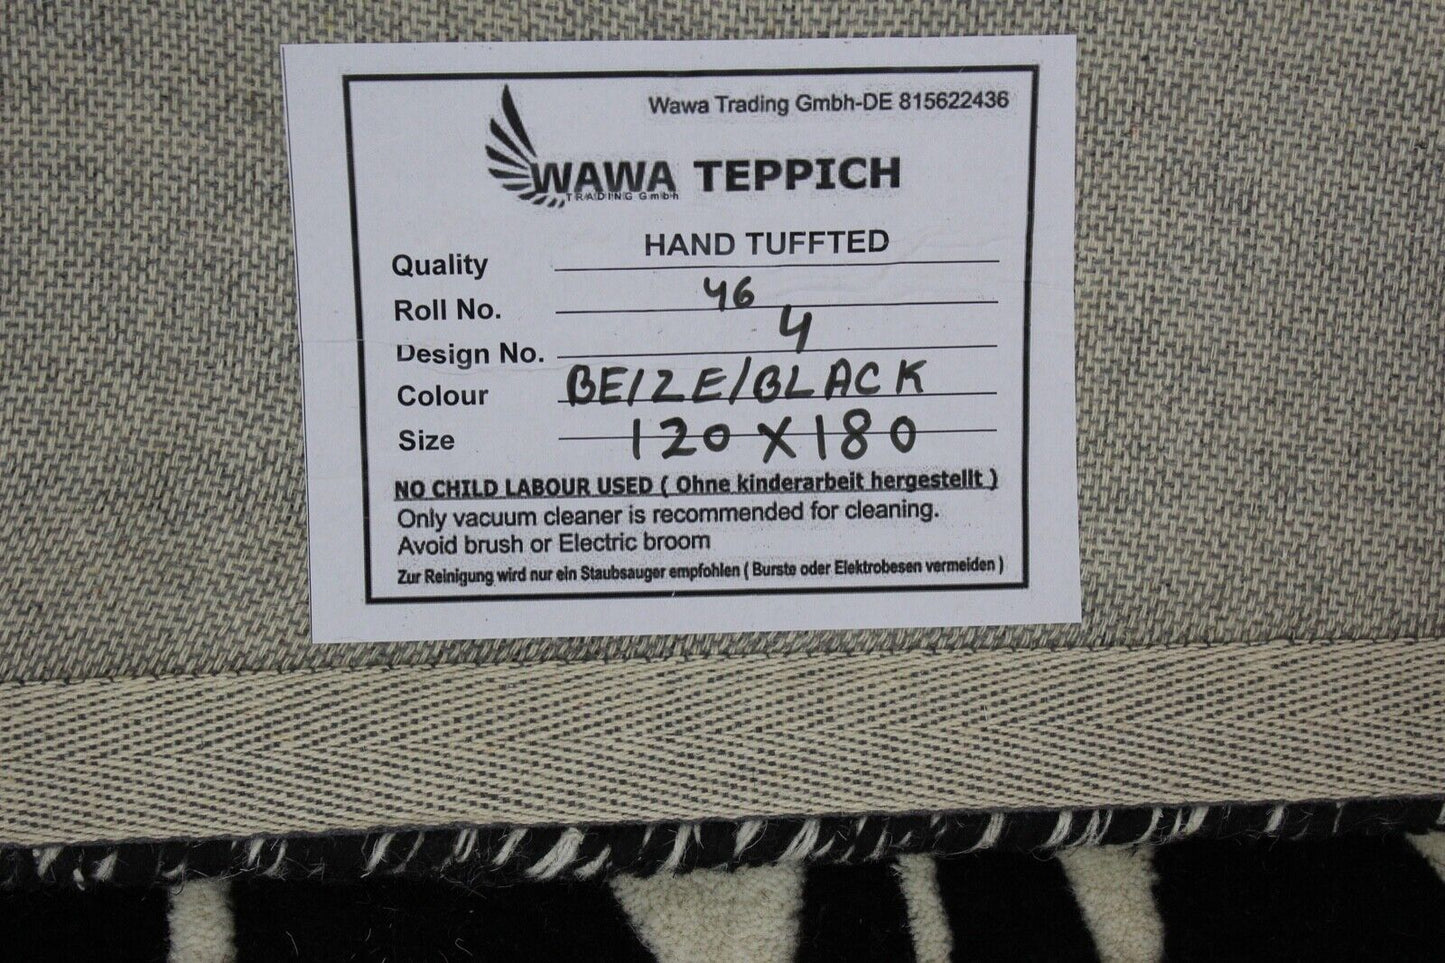 Wawa Trading Gmbh-DE 815622436
WAWA TEPPICH
TRADING Gmbh
Quality HAND TUFFTED
Roll No. 46
Design No. 4
Colour BEIZE/BLACK
Size 120 X 180
NO CHILD LABOUR USED ( Ohne kinderarbeit hergestellt )
Only vacuum cleaner is recommended for cleaning.
Avoid brush or Electric broom
Zur Reinigung wird nur ein Staubsauger empfohlen ( Burste oder Elektrobesen vermeiden )